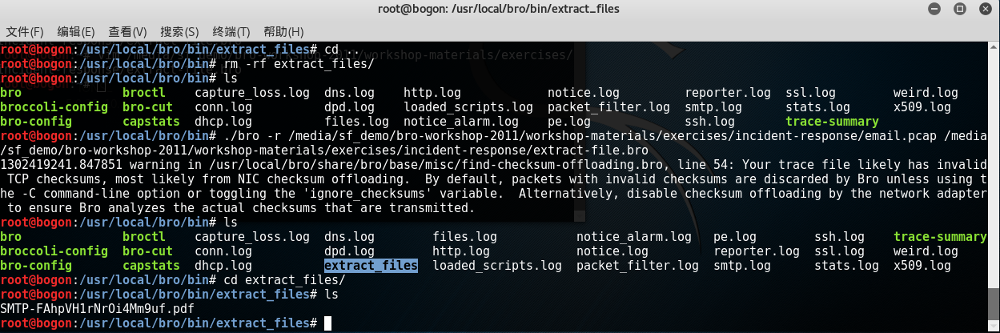 root@bogon: /usr/local/bro/bin/extract_files
文件(F) 编辑(E) 查看(V) 搜索(S) 终端(T) 帮助(H)
root@bogon:/usr/local/bro/bin/extract_files# cd ..
root@bogon:/usr/local/bro/bin# rm -rf extract_files/
root@bogon:/usr/local/bro/bin# ls
bro broctl capture_loss.log dns.log http.log notice.log reporter.log ssl.log weird.log
broccoli-config bro-cut conn.log dpd.log loaded_scripts.log packet_filter.log smtp.log stats.log x509.log
bro-config capstats dhcp.log files.log notice_alarm.log pe.log ssh.log trace-summary
root@bogon:/usr/local/bro/bin# ./bro -r /media/sf_demo/bro-workshop-2011/workshop-materials/exercises/incident-response/email.pcap /media
/sf_demo/bro-workshop-2011/workshop-materials/exercises/incident-response/extract-file.bro
1302419241.847851 warning in /usr/local/bro/share/bro/base/misc/find-checksum-offloading.bro, line 54: Your trace file likely has invalid
TCP checksums, most likely from NIC checksum offloading.  By default, packets with invalid checksums are discarded by Bro unless using t
he -C command-line option or toggling the 'ignore_checksums' variable.  Alternatively, disable checksum offloading by the network adapter
to ensure Bro analyzes the actual checksums that are transmitted.
root@bogon:/usr/local/bro/bin# ls
bro broctl capture_loss.log dns.log files.log notice_alarm.log pe.log ssh.log trace-summary
broccoli-config bro-cut conn.log dpd.log http.log notice.log reporter.log ssl.log weird.log
bro-config capstats dhcp.log extract_files loaded_scripts.log packet_filter.log smtp.log stats.log x509.log
root@bogon:/usr/local/bro/bin# cd extract_files/
root@bogon:/usr/local/bro/bin/extract_files# ls
SMTP-FAhpVH1rNrOi4Mm9uf.pdf
root@bogon:/usr/local/bro/bin/extract_files#